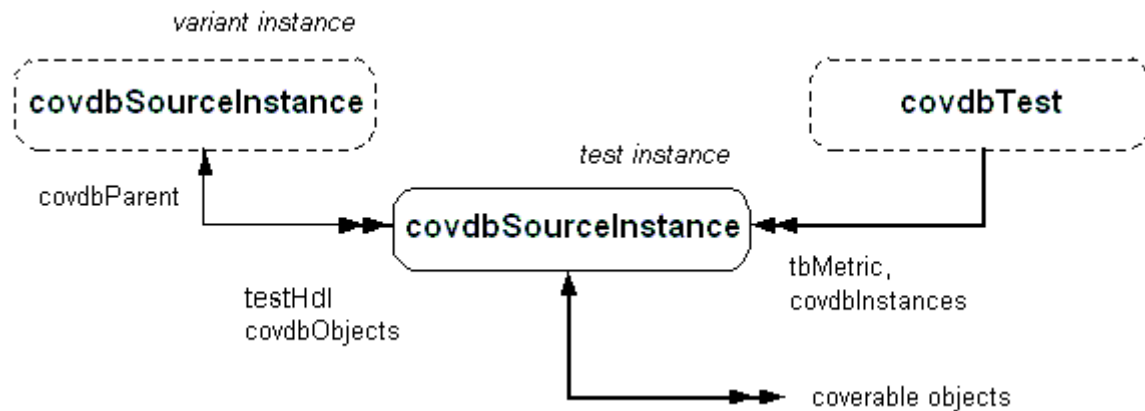 variant instance
covdbSourceInstance
covdbTest
test instance
covdbParent
covdbSourceInstance
testHdl
covdbObjects
tbMetric,
covdbInstances
coverable objects